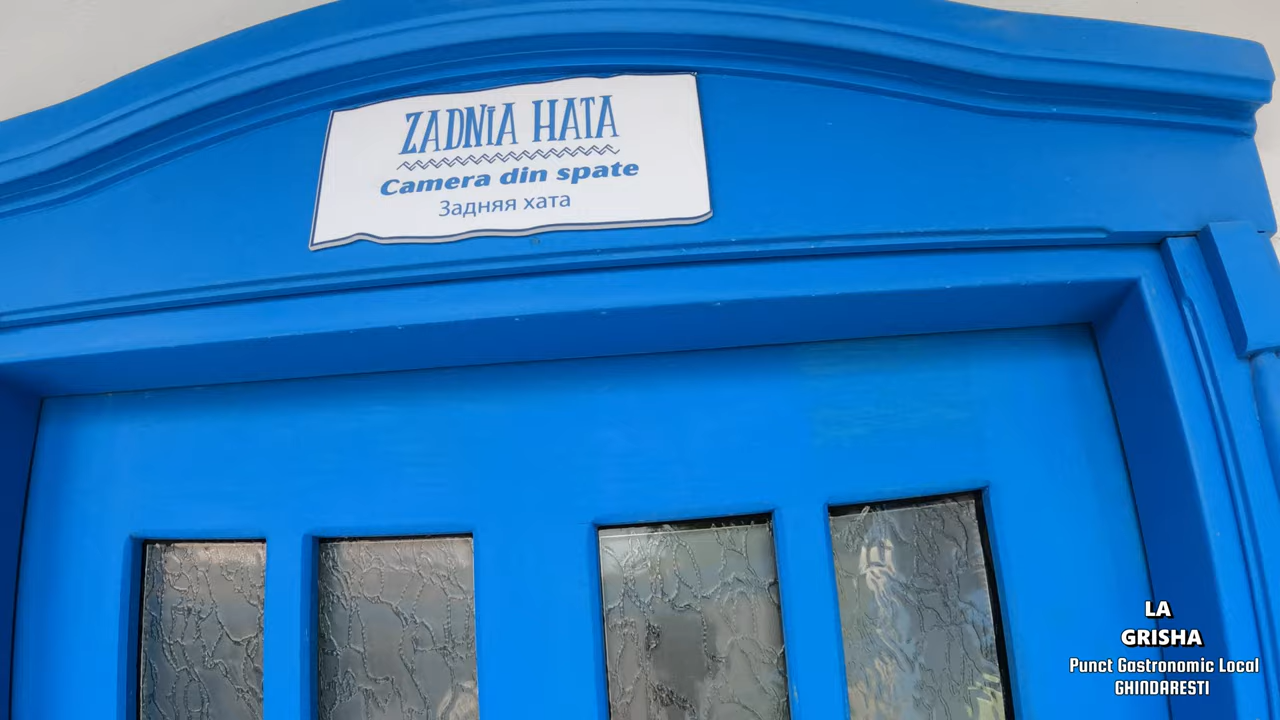 ZADNIA HATA
Camera din spate
Задняя хата
LA
GRISHA
Punct Gastronomic Local
GHINDARESTI